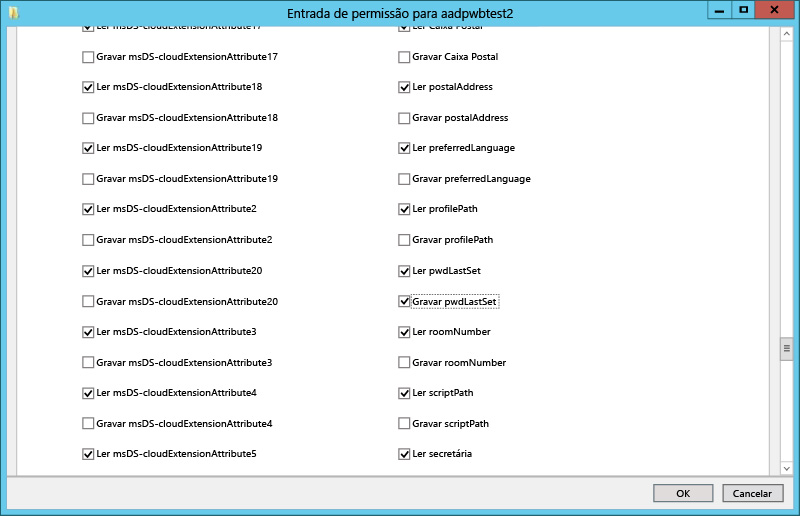 Entrada de permissão para aadpwbtest2
Ler msDS-cloudExtensionAttribute17 Ler Caixa Postal
Gravar msDS-cloudExtensionAttribute17 Gravar Caixa Postal
Ler msDS-cloudExtensionAttribute18 Ler postalAddress
Gravar msDS-cloudExtensionAttribute18 Gravar postalAddress
Ler msDS-cloudExtensionAttribute19 Ler preferredLanguage
Gravar msDS-cloudExtensionAttribute19 Gravar preferredLanguage
Ler msDS-cloudExtensionAttribute2 Ler profilePath
Gravar msDS-cloudExtensionAttribute2 Gravar profilePath
Ler msDS-cloudExtensionAttribute20 Ler pwdLastSet
Gravar msDS-cloudExtensionAttribute20 Gravar pwdLastSet
Ler msDS-cloudExtensionAttribute3 Ler roomNumber
Gravar msDS-cloudExtensionAttribute3 Gravar roomNumber
Ler msDS-cloudExtensionAttribute4 Ler scriptPath
Gravar msDS-cloudExtensionAttribute4 Gravar scriptPath
Ler msDS-cloudExtensionAttribute5 Ler secretária
OK Cancelar